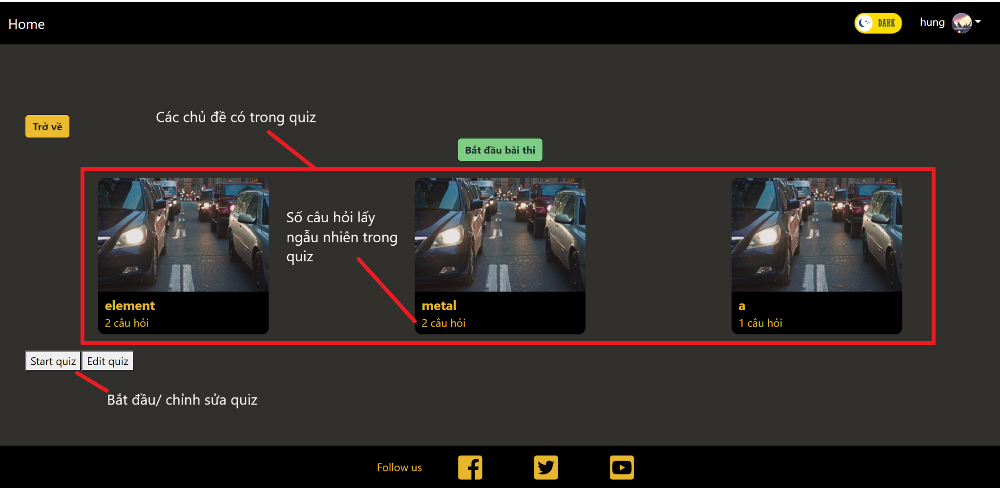 Home
DARK
hung
Các chủ đề có trong quiz
Trở về
Bắt đầu bài thi
Số câu hỏi lấy
ngẫu nhiên trong
quiz
element
2 câu hỏi
metal
2 câu hỏi
a
1 câu hỏi
Start quiz
Edit quiz
Bắt đầu/ chỉnh sửa quiz
Follow us